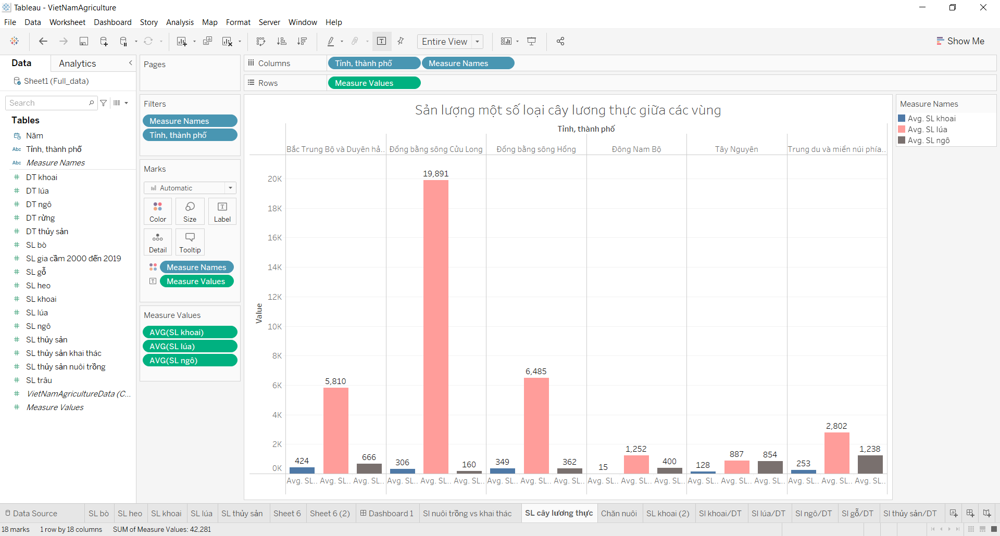 Tableau - VietNamAgriculture
File Data Worksheet Dashboard Story Analysis Map Format Server Window Help
Entire View
Show Me
Data Analytics
Sheet1 (Full_data)
Search
Tables
Năm
Abc Tỉnh, thành phố
Abc Measure Names
# DT khoai
# DT lúa
# DT ngô
# DT rừng
# DT thủy sản
# SL bò
# SL gia cầm 2000 đến 2019
# SL gỗ
# SL heo
# SL khoai
# SL lúa
# SL ngô
# SL thủy sản
# SL thủy sản khai thác
# SL thủy sản nuôi trồng
# SL trâu
# VietNamAgricultureData (C...
# Measure Values
Pages
Filters
Measure Names
Tỉnh, thành phố
Marks
Automatic
Color Size Label
Detail Tooltip
Measure Names
Measure Values
Measure Values
AVG(SL khoai)
AVG(SL lúa)
AVG(SL ngô)
Columns Tỉnh, thành phố Measure Names
Rows Measure Values
Sản lượng một số loại cây lương thực giữa các vùng
Tỉnh, thành phố
Bắc Trung Bộ và Duyên hả.. Đồng bằng sông Cửu Long Đồng bằng sông Hồng Đông Nam Bộ Tây Nguyên Trung du và miền núi phía..
Value
20K
18K
16K
14K
12K
10K
8K
6K
4K
2K
0K
424 5,810 666
306 19,891 160
349 6,485 362
15 1,252 400
128 887 854
253 2,802 1,238
Avg. SL.. Avg. SL.. Avg. SL.. Avg. SL.. Avg. SL.. Avg. SL.. Avg. SL.. Avg. SL.. Avg. SL.. Avg. SL.. Avg. SL.. Avg. SL.. Avg. SL.. Avg. SL.. Avg. SL.. Avg. SL.. Avg. SL.. Avg. SL..
Measure Names
Avg. SL khoai
Avg. SL lúa
Avg. SL ngô
Data Source SL bò SL heo SL khoai SL lúa SL thủy sản Sheet 6 Sheet 6 (2) Dashboard 1 Sl nuôi trồng vs khai thác SL cây lương thực Chăn nuôi SL khoai (2) Sl khoai/DT Sl lúa/DT Sl ngô/DT Sl gỗ/DT Sl thủy sản/DT
18 marks 1 row by 18 columns SUM of Measure Values: 42,281